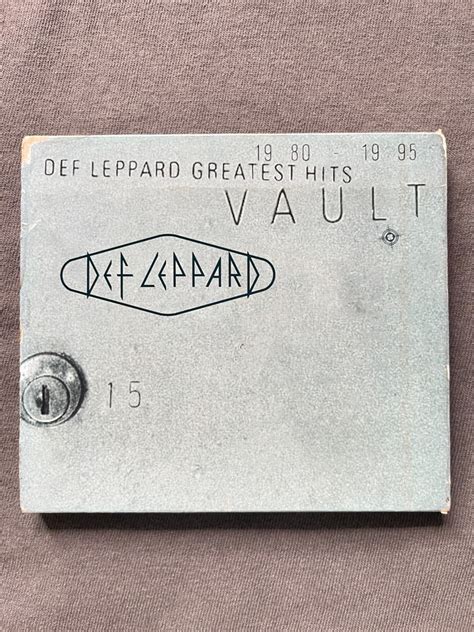 19 80 - 19 95
DEF LEPPARD GREATEST HITS
VAULT
DEF LEPPARD
15